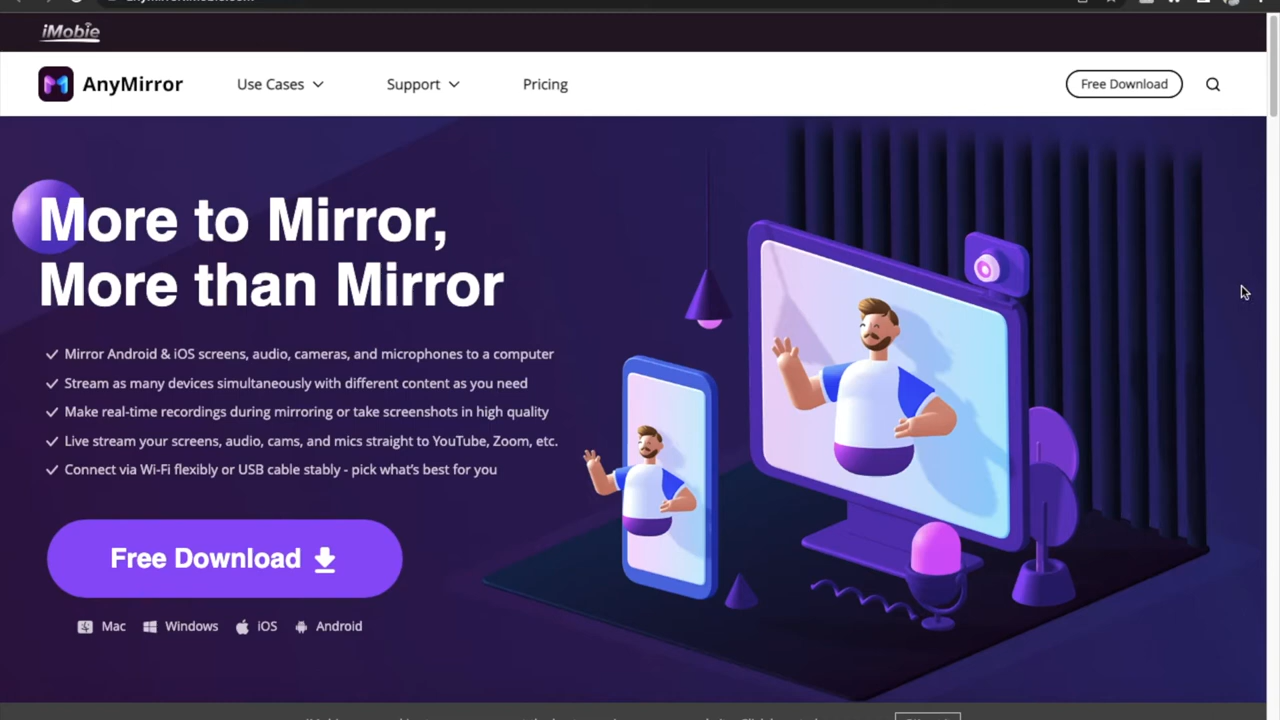 iMobie
AnyMirror Use Cases Support Pricing Free Download
More to Mirror,
More than Mirror
Mirror Android & iOS screens, audio, cameras, and microphones to a computer
Stream as many devices simultaneously with different content as you need
Make real-time recordings during mirroring or take screenshots in high quality
Live stream your screens, audio, cams, and mics straight to YouTube, Zoom, etc.
Connect via Wi-Fi flexibly or USB cable stably - pick what's best for you
Free Download
Mac Windows iOS Android